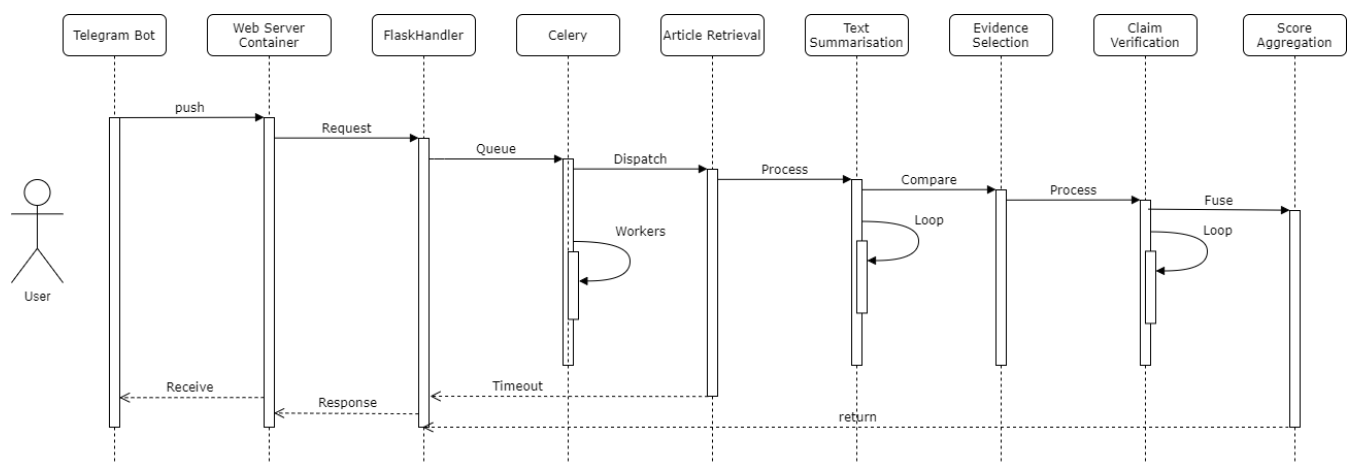 Telegram Bot
Web Server
Container
FlaskHandler
Celery
Article Retrieval
Text
Summarisation
Evidence
Selection
Claim
Verification
Score
Aggregation
push
Request
Queue
Dispatch
Process
Compare
Process
Fuse
Workers
Loop
Loop
User
Receive
Response
Timeout
return